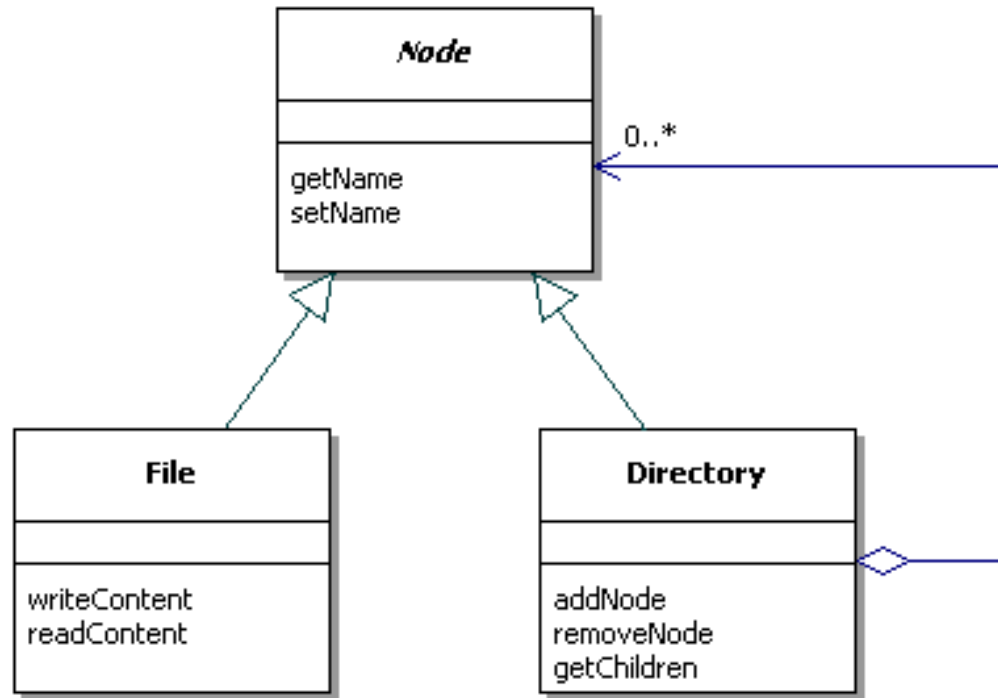 Node
0..*
getName
setName
File
writeContent
readContent
Directory
addNode
removeNode
getChildren